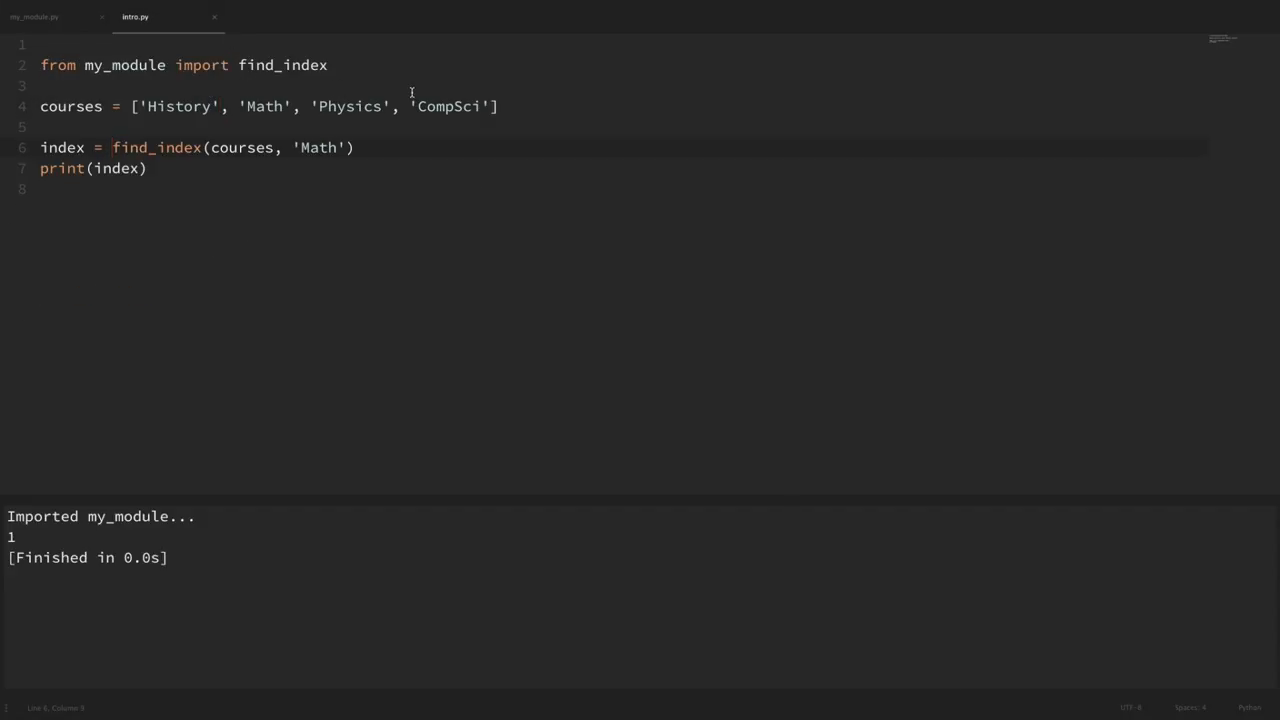 my_module.py × intro.py ×
1
2 from my_module import find_index
3
4 courses = ['History', 'Math', 'Physics', 'CompSci']
5
6 index = find_index(courses, 'Math')
7 print(index)
8
Imported my_module...
1
[Finished in 0.0s]
Line 6, Column 9 UTF-8 Spaces: 4 Python